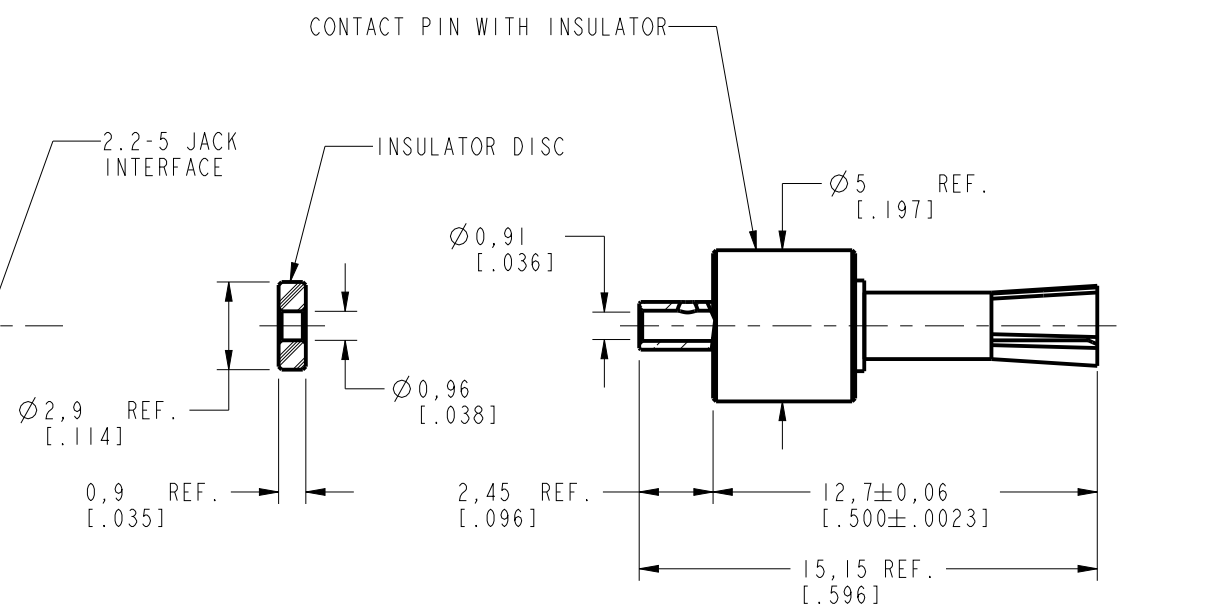 CONTACT PIN WITH INSULATOR
2.2-5 JACK
INTERFACE
INSULATOR DISC
Ø5 REF.
[.197]
Ø0,91
[.036]
Ø0,96
[.038]
Ø2,9 REF.
[.114]
0,9 REF.
[.035]
2,45 REF.
[.096]
12,7±0,06
[.500±.0023]
15,15 REF.
[.596]